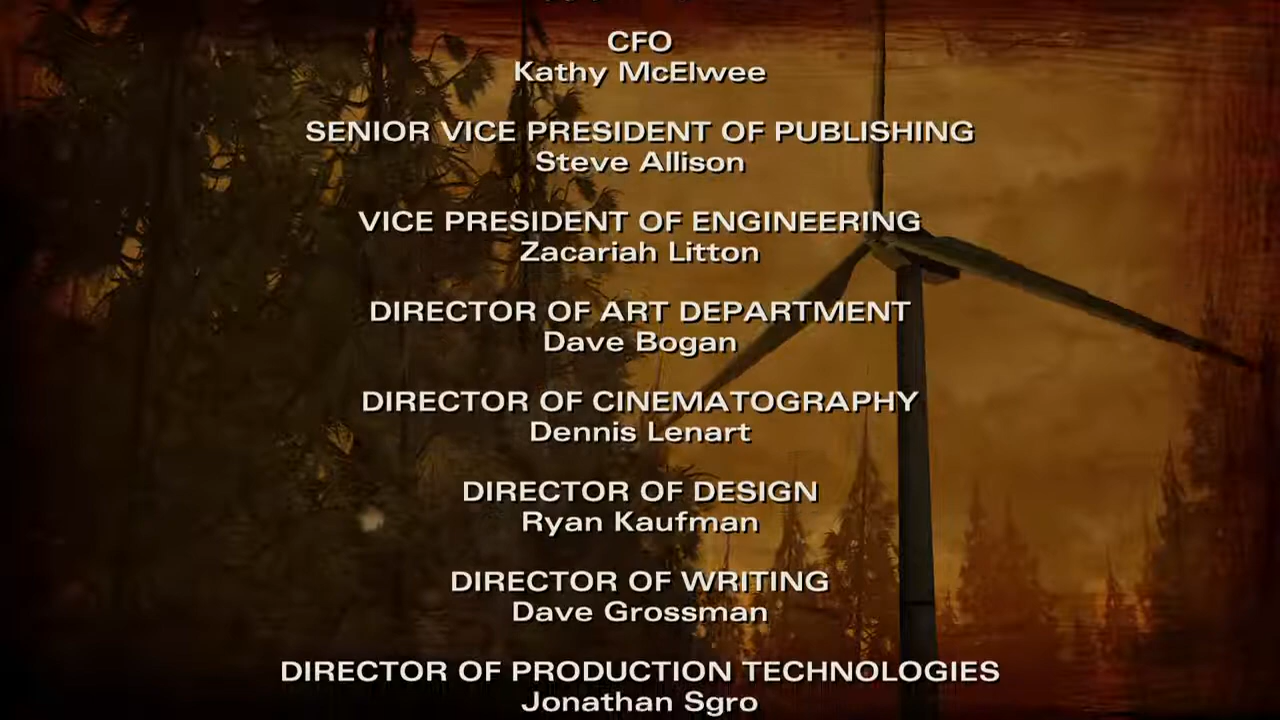 CFO
Kathy McElwee
SENIOR VICE PRESIDENT OF PUBLISHING
Steve Allison
VICE PRESIDENT OF ENGINEERING
Zacariah Litton
DIRECTOR OF ART DEPARTMENT
Dave Bogan
DIRECTOR OF CINEMATOGRAPHY
Dennis Lenart
DIRECTOR OF DESIGN
Ryan Kaufman
DIRECTOR OF WRITING
Dave Grossman
DIRECTOR OF PRODUCTION TECHNOLOGIES
Jonathan Sgro